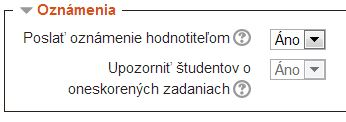 Oznámenia
Poslať oznámenie hodnotiteľom Áno
Upozorniť študentov o Áno
oneskorených zadaniach